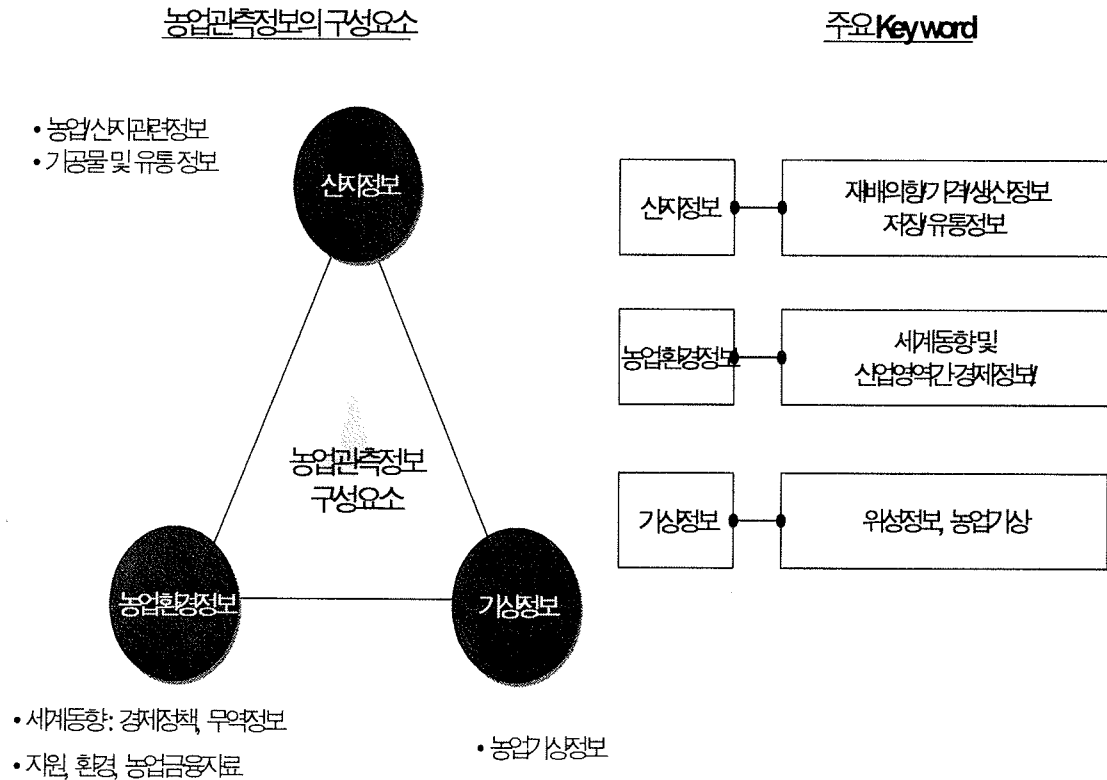 농업관측정보의 구성요소
주요 Key word
• 농업/산지관련정보
• 가공물 및 유통 정보
산지정보
농업관측정보
구성요소
농업환경정보
기상정보
• 세계동향: 경제정책, 무역정보
• 자원, 환경, 농업금융자료
• 농업기상정보
산지정보
재배의향/가격/생산정보
저장/유통정보
농업환경정보
세계동향 및
산업영역간 경제정보/
기상정보
위성정보, 농업기상